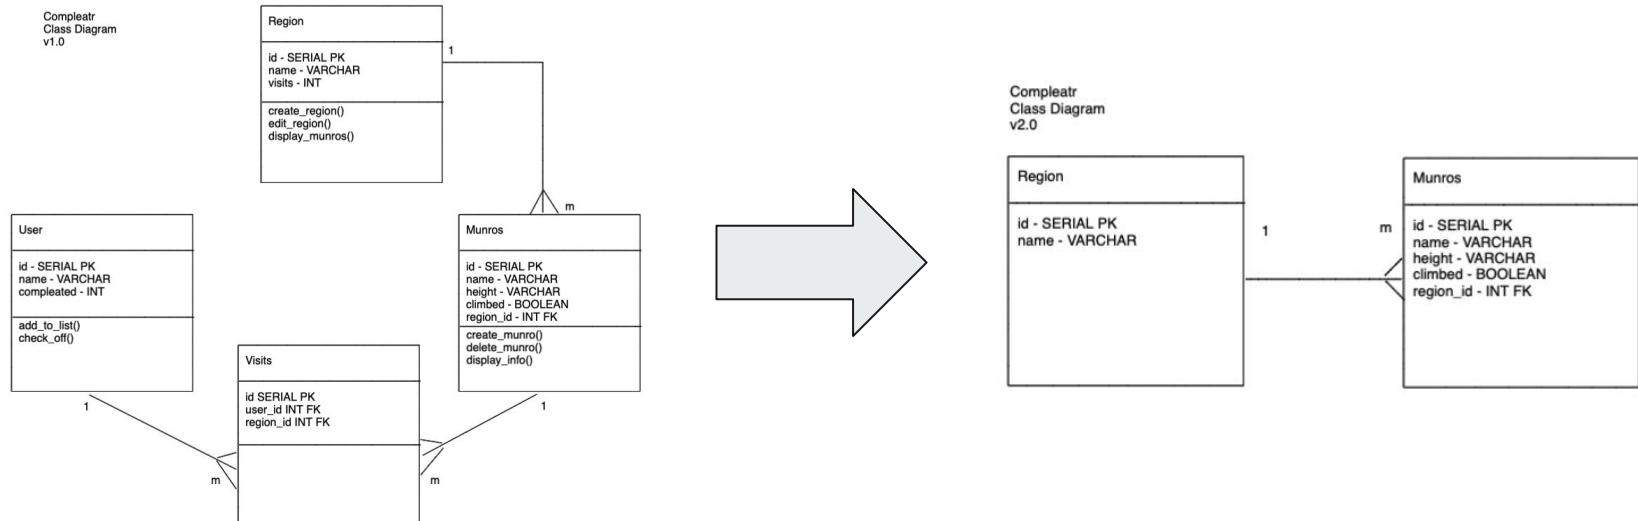 Compleatr
Class Diagram
v1.0
Region
id - SERIAL PK
name - VARCHAR
visits - INT
create_region()
edit_region()
display_munros()
1
m
User
id - SERIAL PK
name - VARCHAR
compleated - INT
add_to_list()
check_off()
1
m
Munros
id - SERIAL PK
name - VARCHAR
height - VARCHAR
climbed - BOOLEAN
region_id - INT FK
create_munro()
delete_munro()
display_info()
1
m
Visits
id SERIAL PK
user_id INT FK
region_id INT FK
Compleatr
Class Diagram
v2.0
Region
id - SERIAL PK
name - VARCHAR
1
m
Munros
id - SERIAL PK
name - VARCHAR
height - VARCHAR
climbed - BOOLEAN
region_id - INT FK